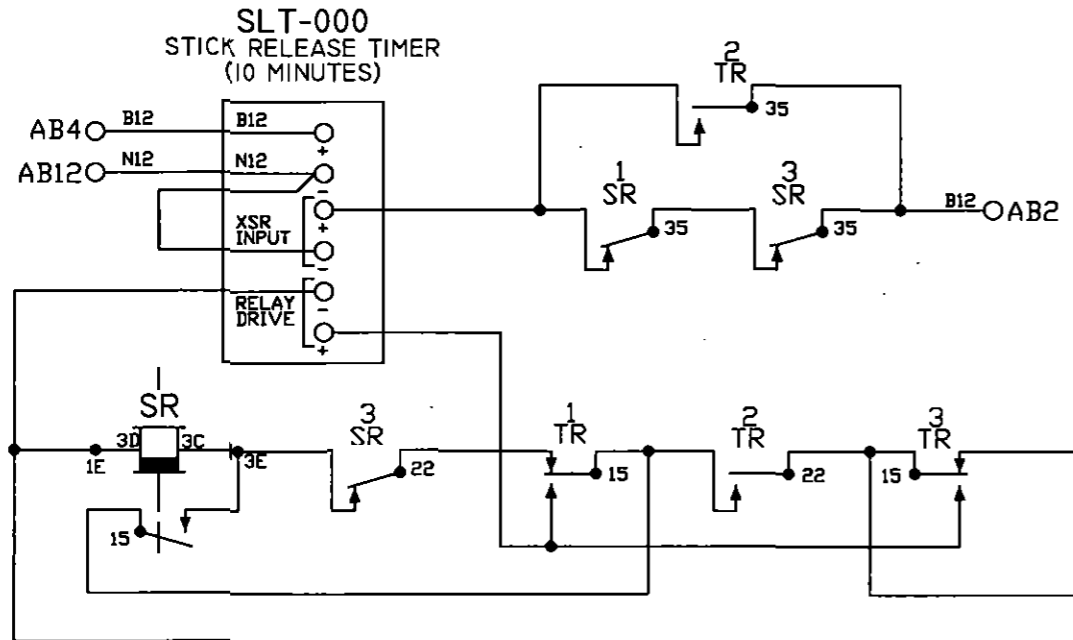 SLT-000
STICK RELEASE TIMER
(10 MINUTES)
AB4
B12
B12
+
AB12
N12
N12
-
XSR
INPUT
+
-
RELAY
DRIVE
-
+
2
TR
35
1
SR
35
3
SR
35
B12
AB2
SR
1E
3D
3C
3E
15
3
SR
22
1
TR
15
2
TR
22
3
TR
15